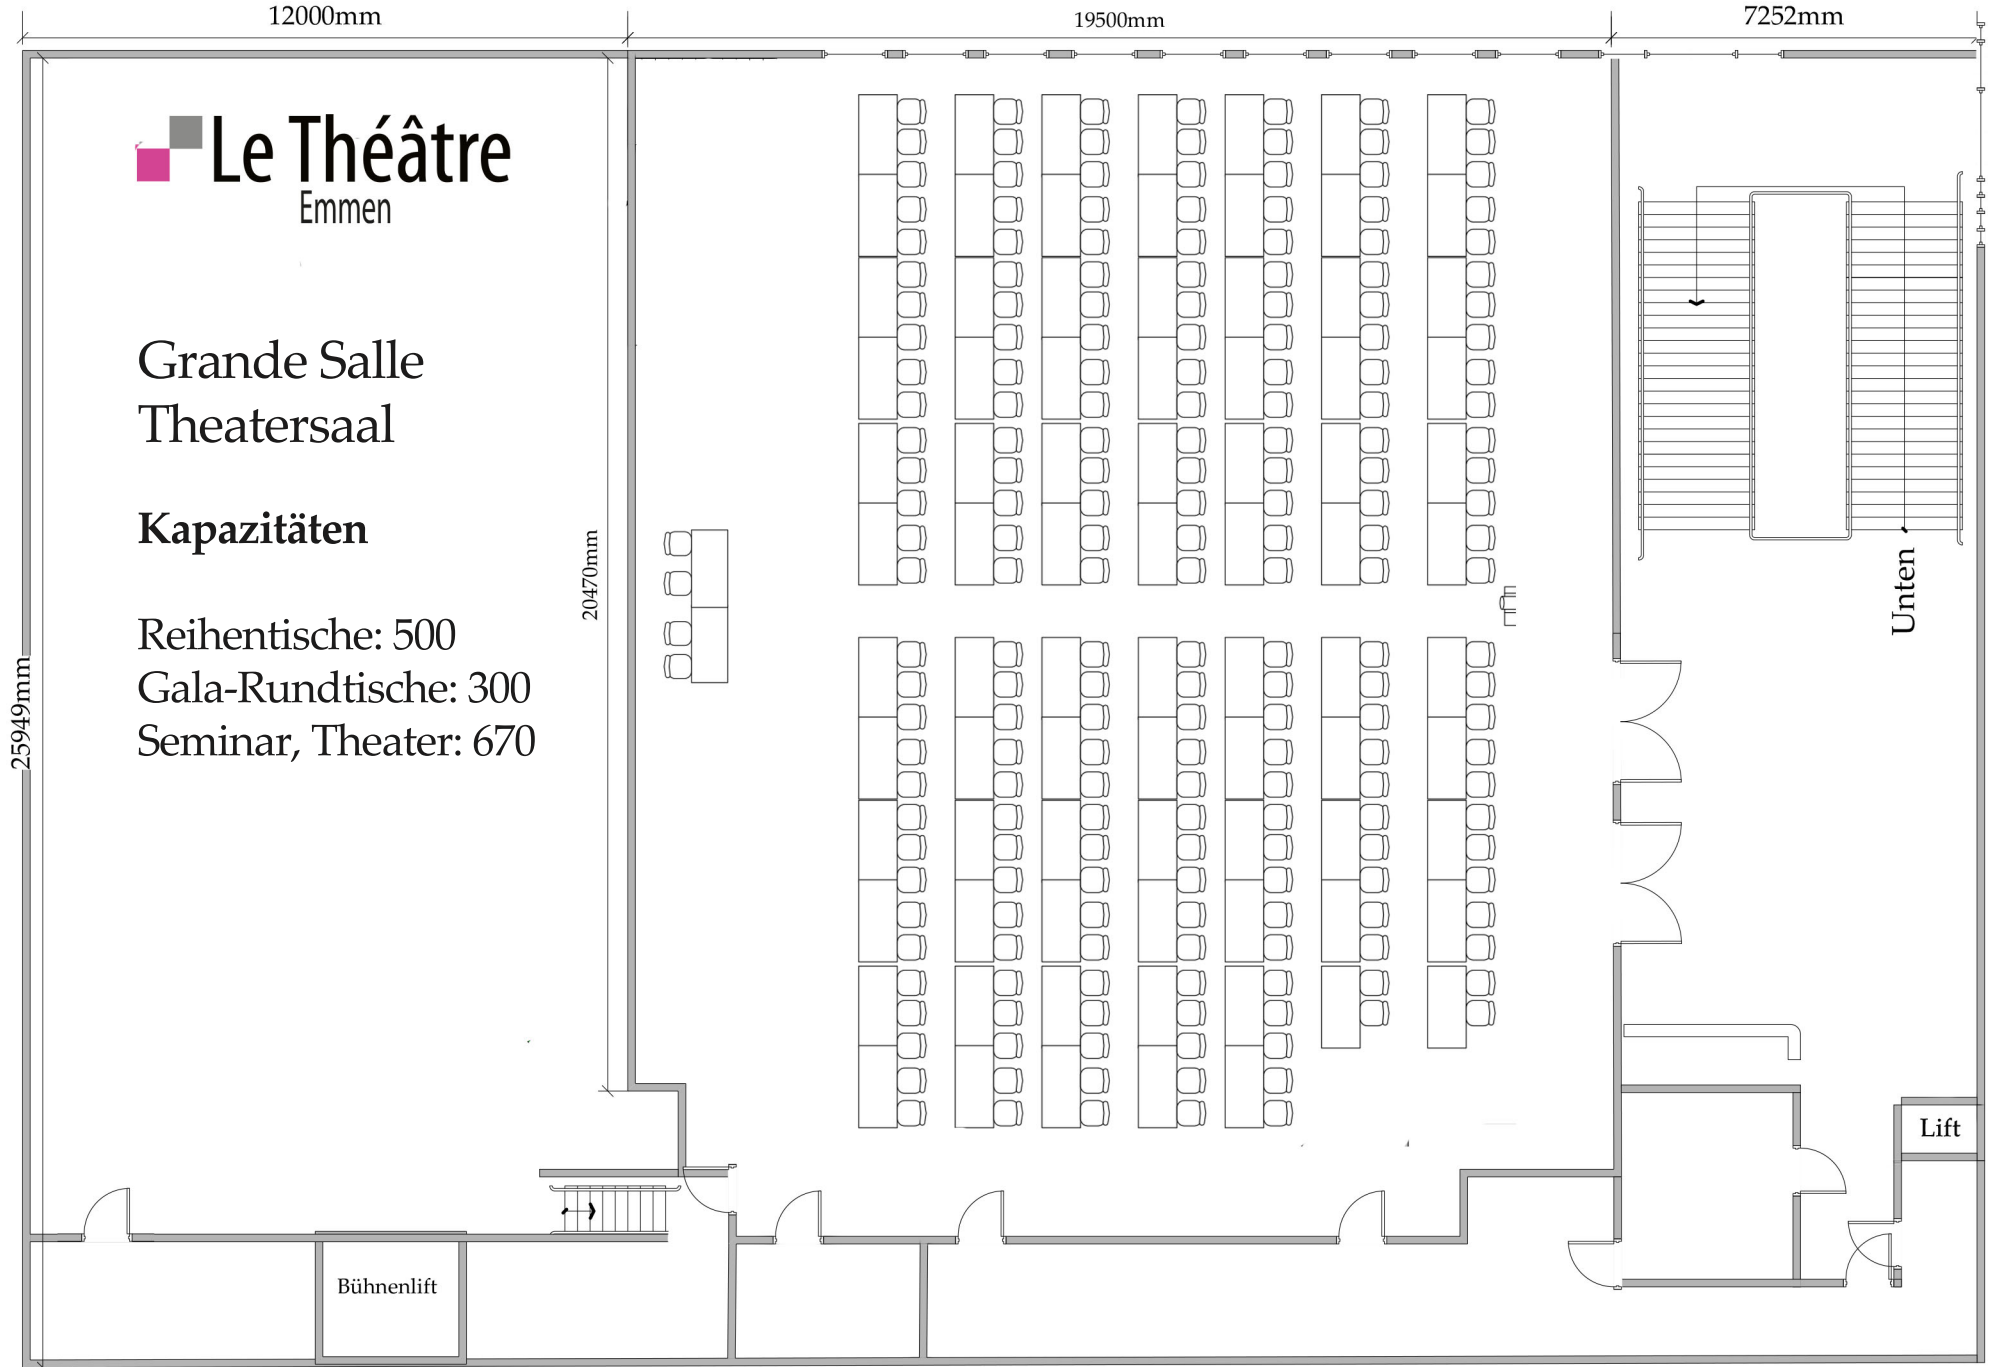 12000mm
19500mm
7252mm
Le Théâtre
Emmen
Grande Salle
Theatersaal
Kapazitäten
Reihentische: 500
Gala-Rundtische: 300
Seminar, Theater: 670
25949mm
20470mm
Unten
Lift
Bühnenlift